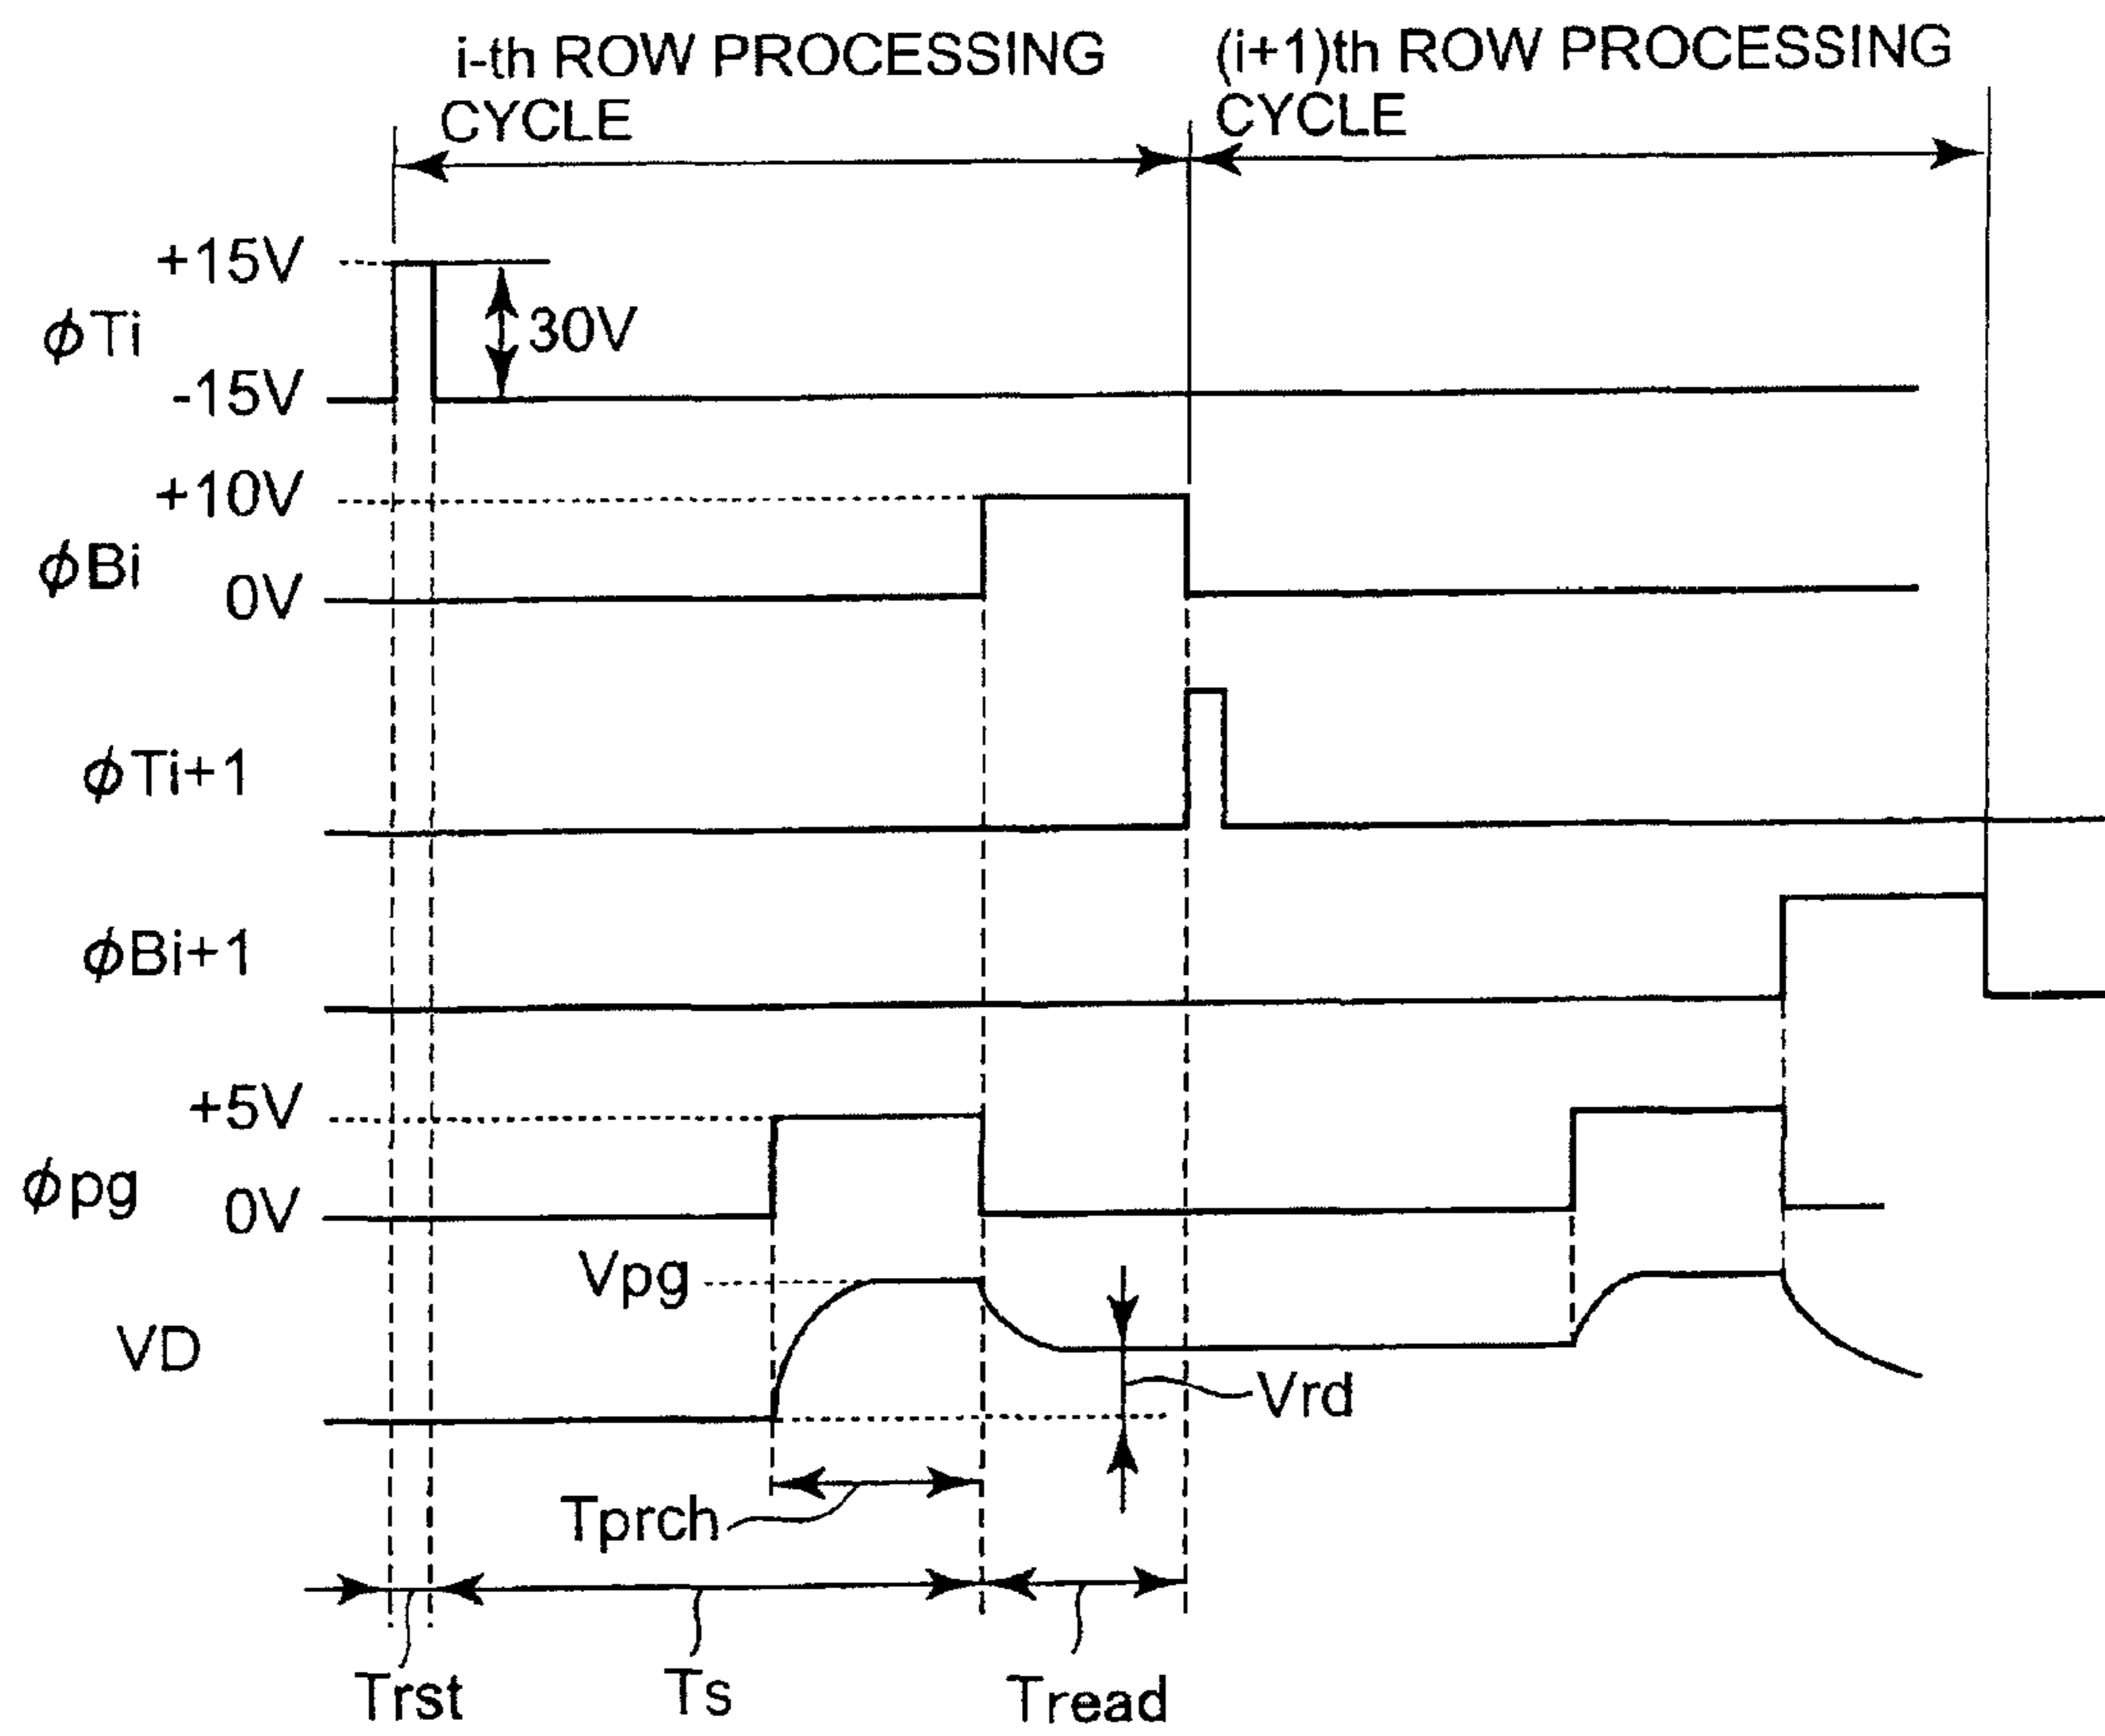 i-th ROW PROCESSING
CYCLE
(i+1)th ROW PROCESSING
CYCLE
+15V
ϕTi
30V
-15V
+10V
ϕBi
0V
ϕTi+1
ϕBi+1
+5V
ϕpg
0V
Vpg
VD
Vrd
Tprch
Trst
Ts
Tread